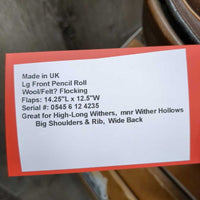 Made in UK
Lg Front Pencil Roll
Wool/Felt? Flocking
Flaps: 14.25"L x 12.5"W
Serial #: 0545 6 12 4235
Great for High-Long Withers, mnr Wither Hollows
Big Shoulders & Rib, Wide Back